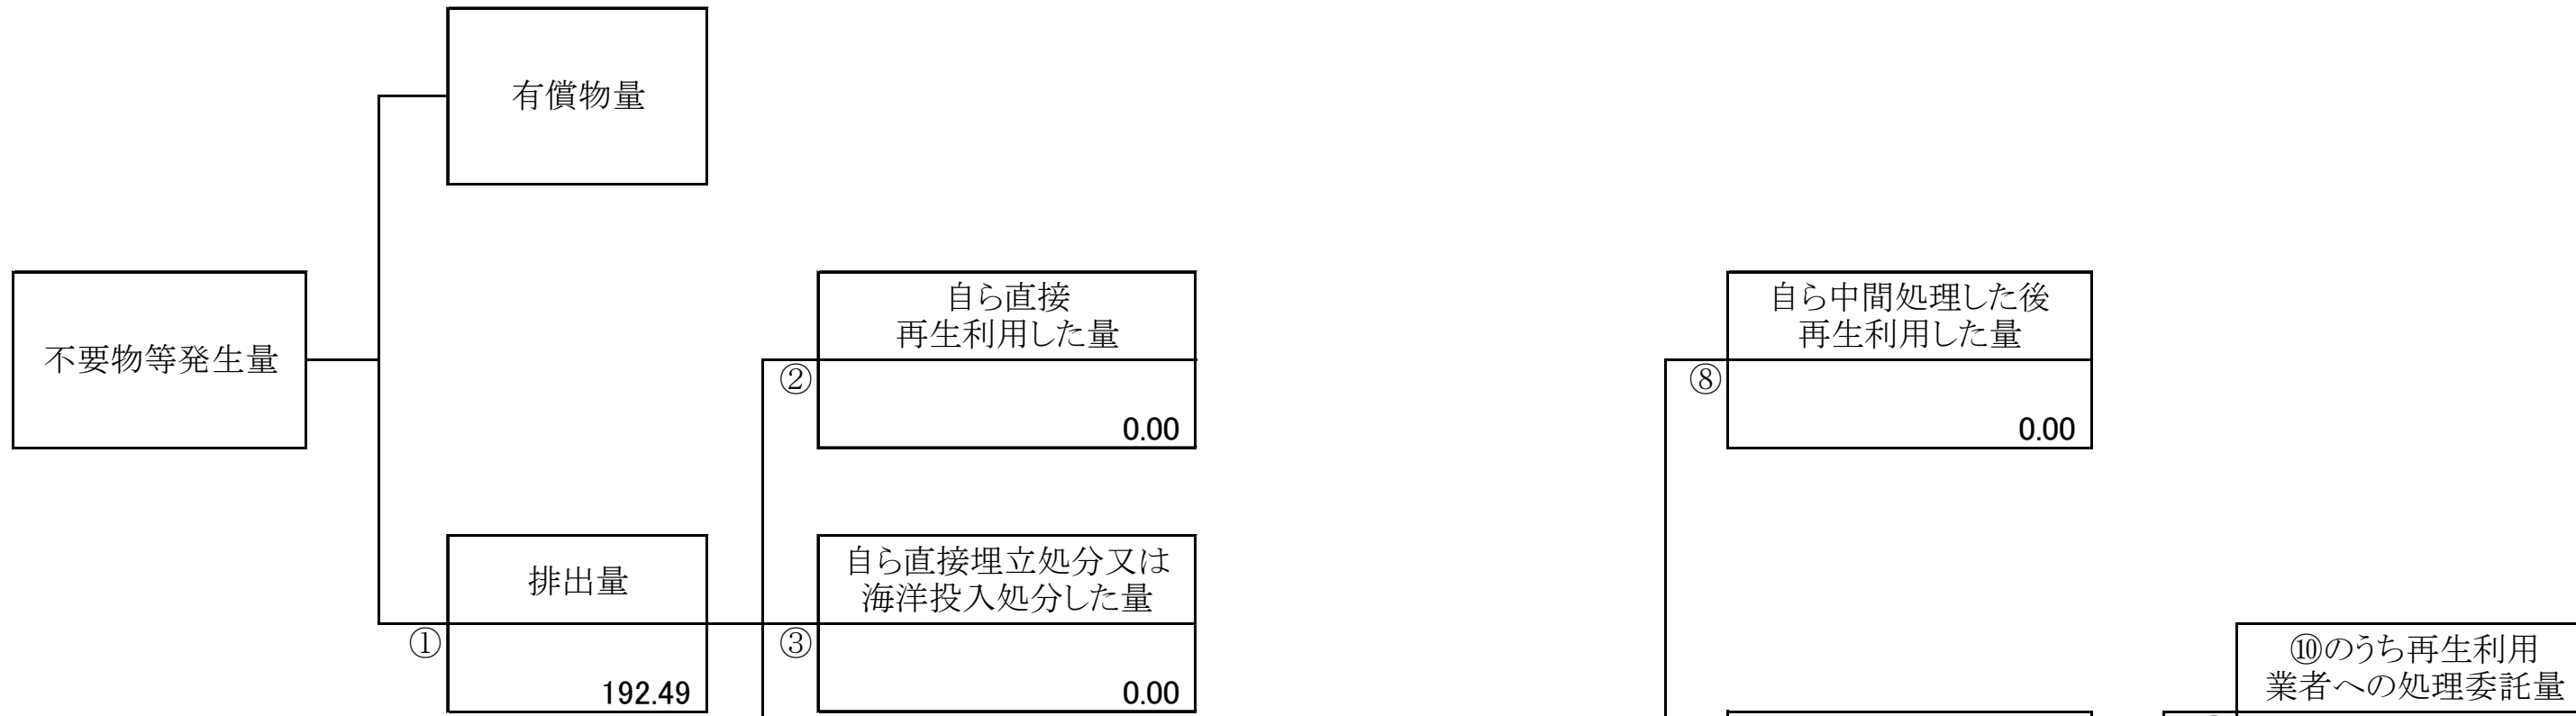 有償物量
不要物等発生量
自ら直接
再生利用した量
②
0.00
自ら中間処理した後
再生利用した量
⑧
0.00
排出量
①
192.49
自ら直接埋立処分又は
海洋投入処分した量
③
0.00
⑩のうち再生利用
業者への処理委託量